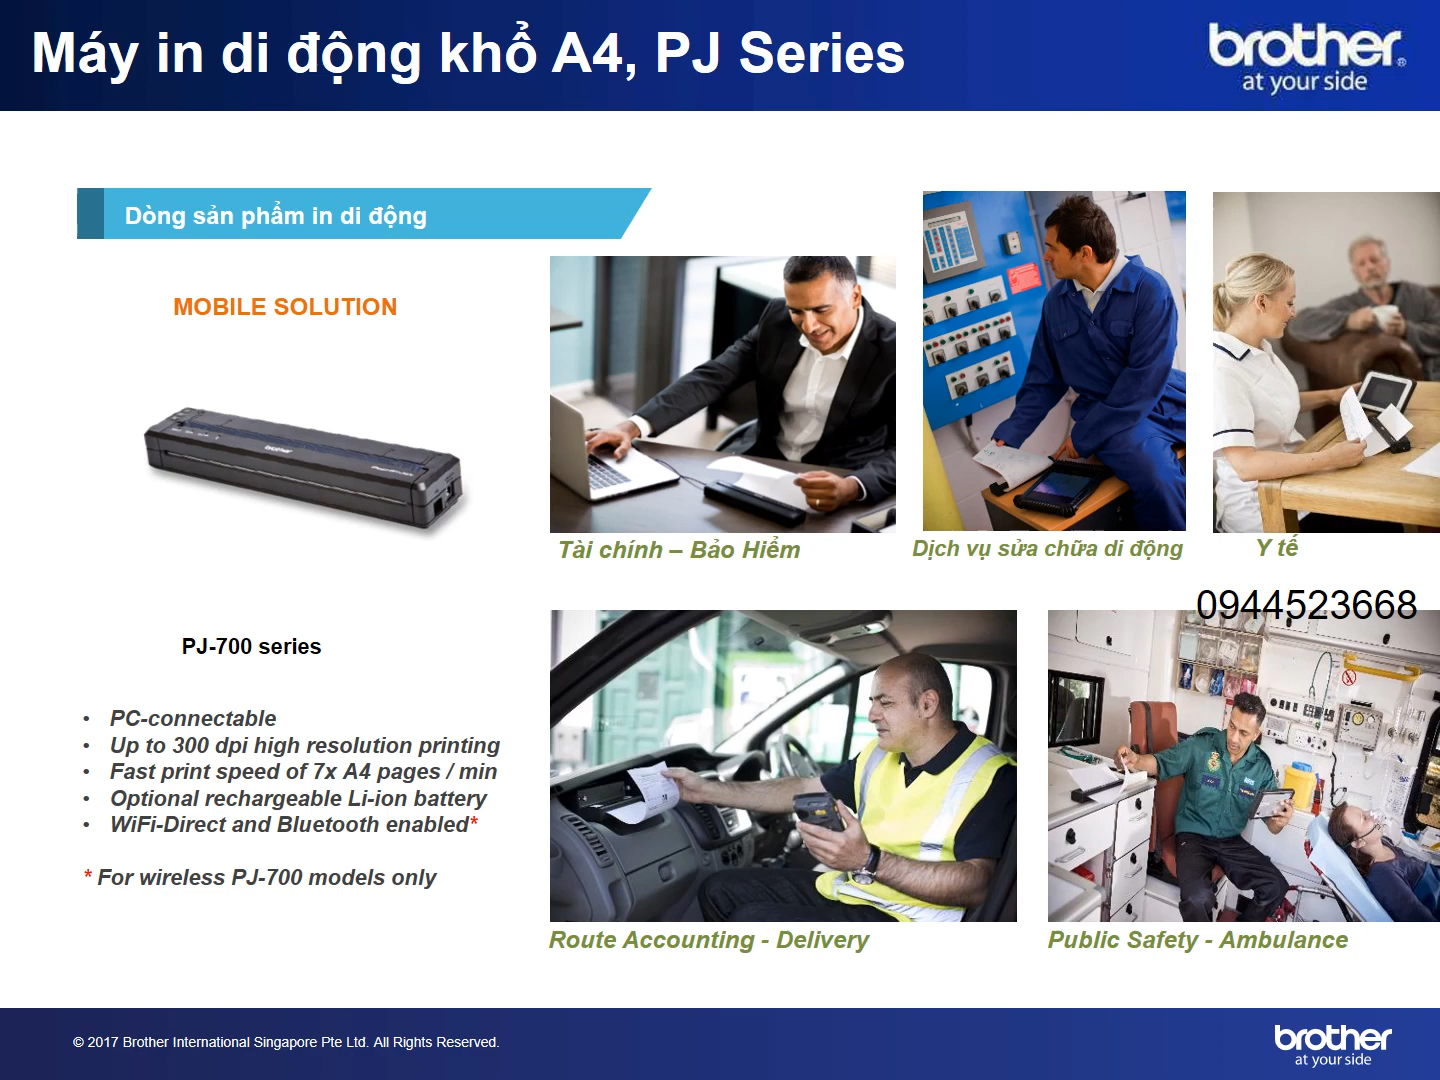 Máy in di động khổ A4, PJ Series
brother
at your side
Dòng sản phẩm in di động
MOBILE SOLUTION
brother
Tài chính – Bảo Hiểm
Dịch vụ sửa chữa di động
Y tế
0944523668
PJ-700 series
• PC-connectable
• Up to 300 dpi high resolution printing
• Fast print speed of 7x A4 pages / min
• Optional rechargeable Li-ion battery
• WiFi-Direct and Bluetooth enabled*
* For wireless PJ-700 models only
Route Accounting - Delivery
Public Safety - Ambulance
© 2017 Brother International Singapore Pte Ltd. All Rights Reserved.
brother
at your side